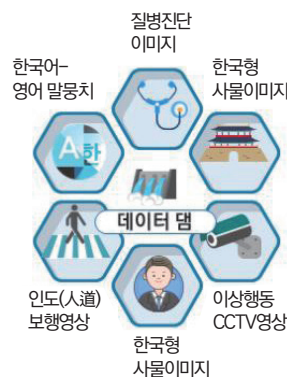 질병진단
이미지
한국어-
영어 말뭉치
한국형
사물이미지
A 한
데이터 댐
인도(人道)
보행영상
이상행동
CCTV영상
한국형
사물이미지